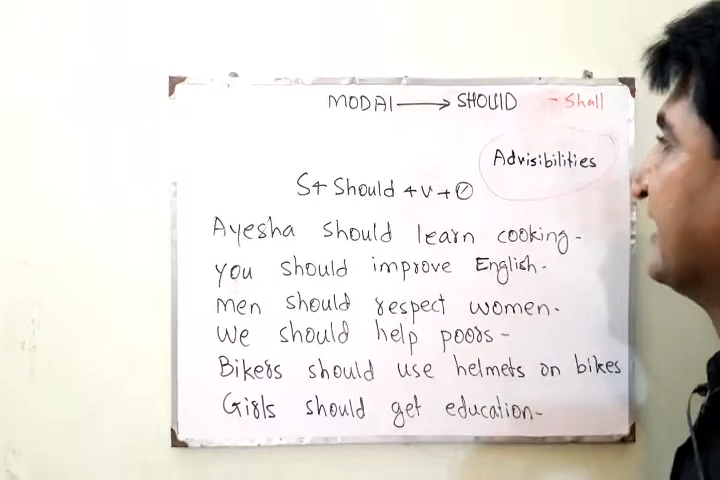 MODAL → SHOULD - Shall
Advisibilities
S+ Should + V + O
Ayesha should learn cooking.
you should improve English.
men should respect women.
We should help poors.
Bikers should use helmets on bikes
Girls should get education.